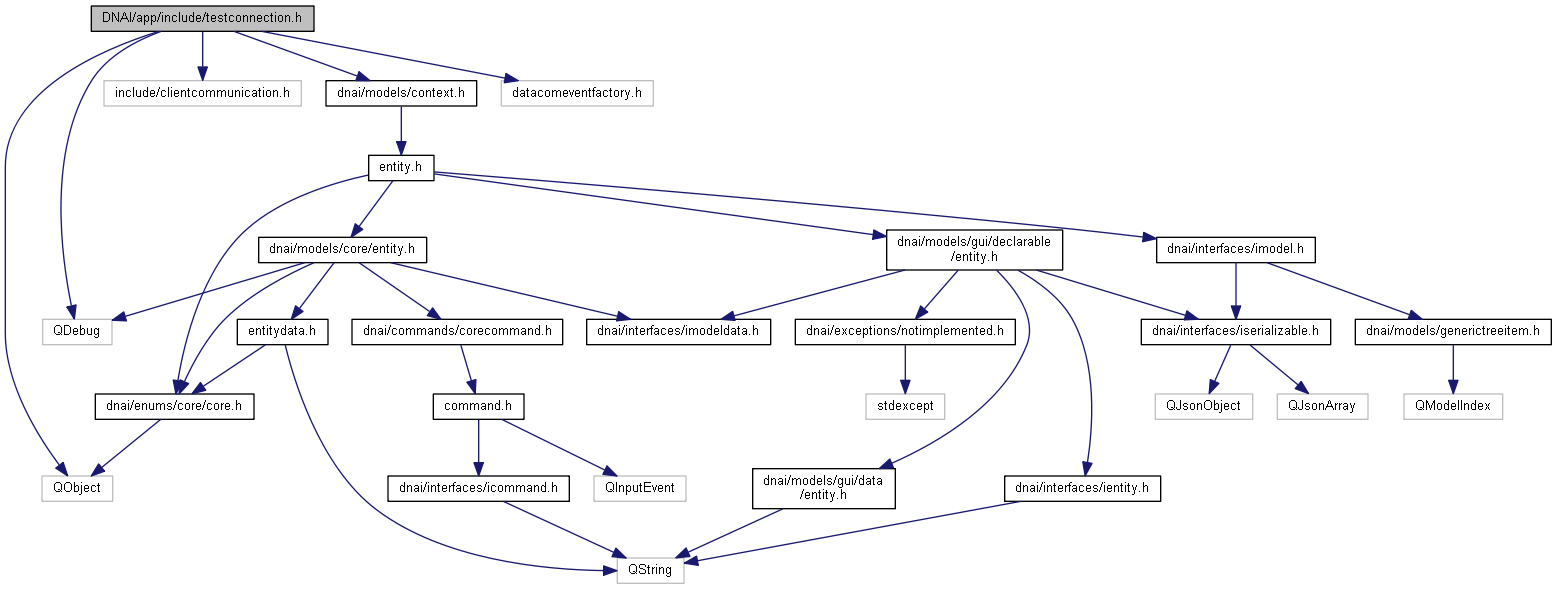 DNAI/app/include/testconnection.h
include/clientcommunication.h
dnai/models/context.h
datacomeventfactory.h
entity.h
dnai/models/core/entity.h
dnai/models/gui/declarable
/entity.h
dnai/interfaces/imodel.h
QDebug
entitydata.h
dnai/commands/corecommand.h
dnai/interfaces/imodeldata.h
dnai/exceptions/notimplemented.h
dnai/interfaces/iserializable.h
dnai/models/generictreeitem.h
dnai/enums/core/core.h
command.h
stdexcept
QJsonObject
QJsonArray
QModelIndex
QObject
dnai/interfaces/icommand.h
QInputEvent
dnai/models/gui/data
/entity.h
dnai/interfaces/ientity.h
QString